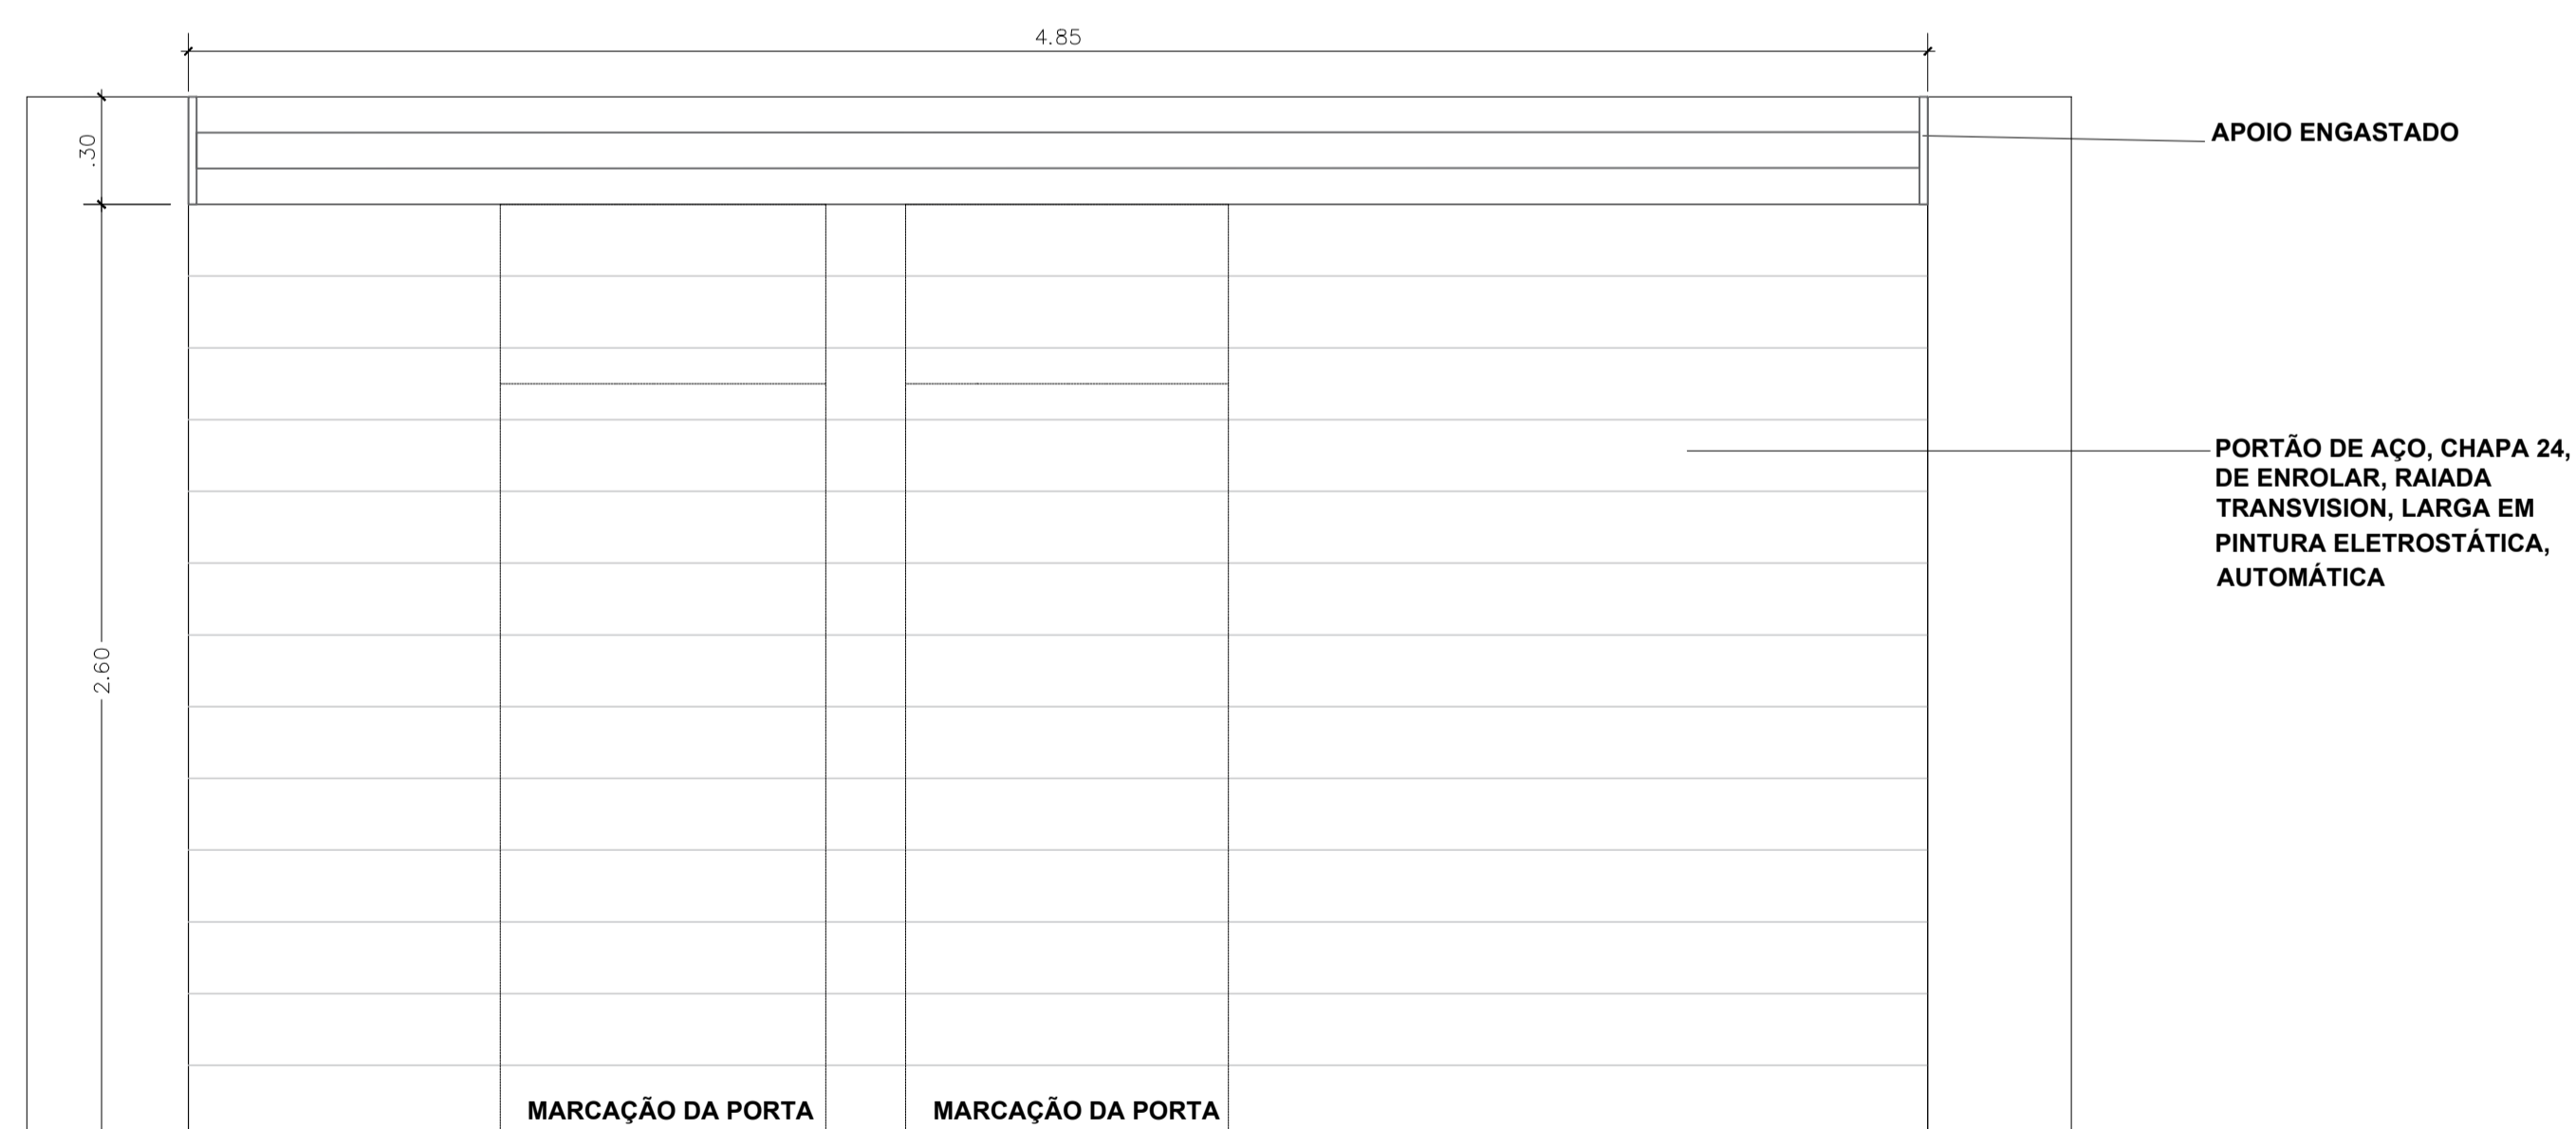 4.85
.30
APOIO ENGASTADO
PORTÃO DE AÇO, CHAPA 24,
DE ENROLAR, RAIADA
TRANSVISION, LARGA EM
PINTURA ELETROSTÁTICA,
AUTOMÁTICA
2.60
MARCAÇÃO DA PORTA
MARCAÇÃO DA PORTA